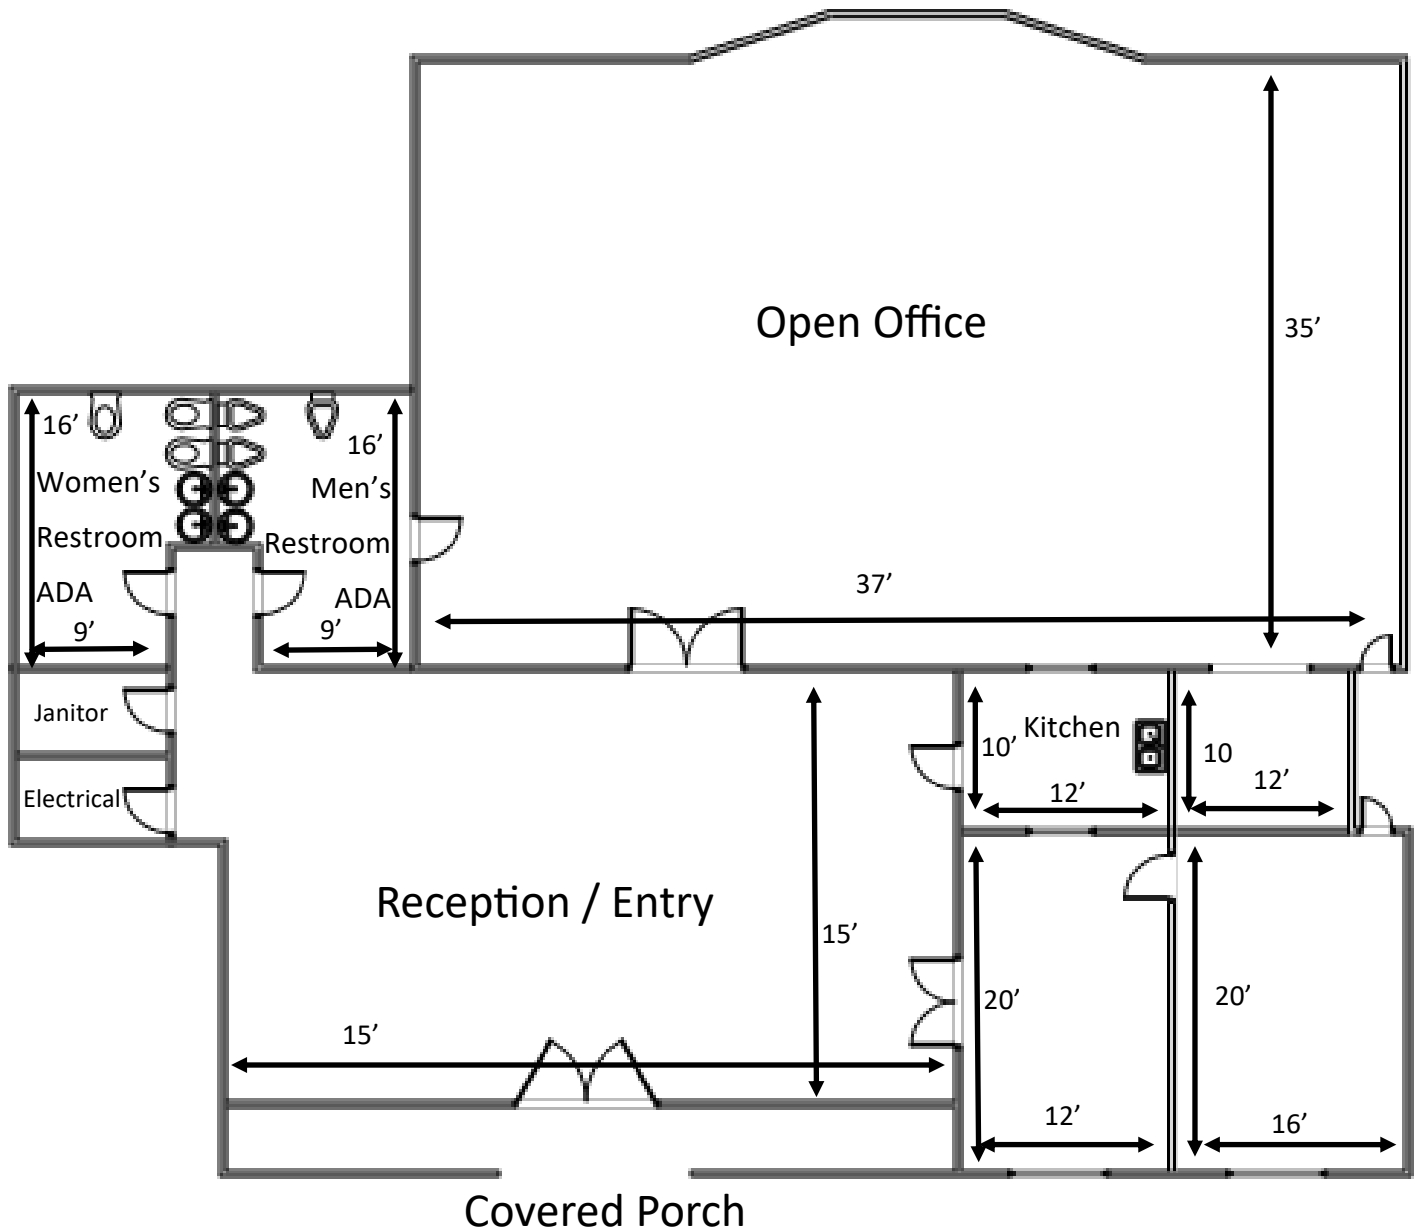 Open Office
35’
37’
16’
Women’s
Restroom
ADA
9’
16’
Men’s
Restroom
ADA
9’
Janitor
Electrical
Kitchen
10’
12’
10
12’
Reception / Entry
15’
15’
20’
12’
20’
16’
Covered Porch